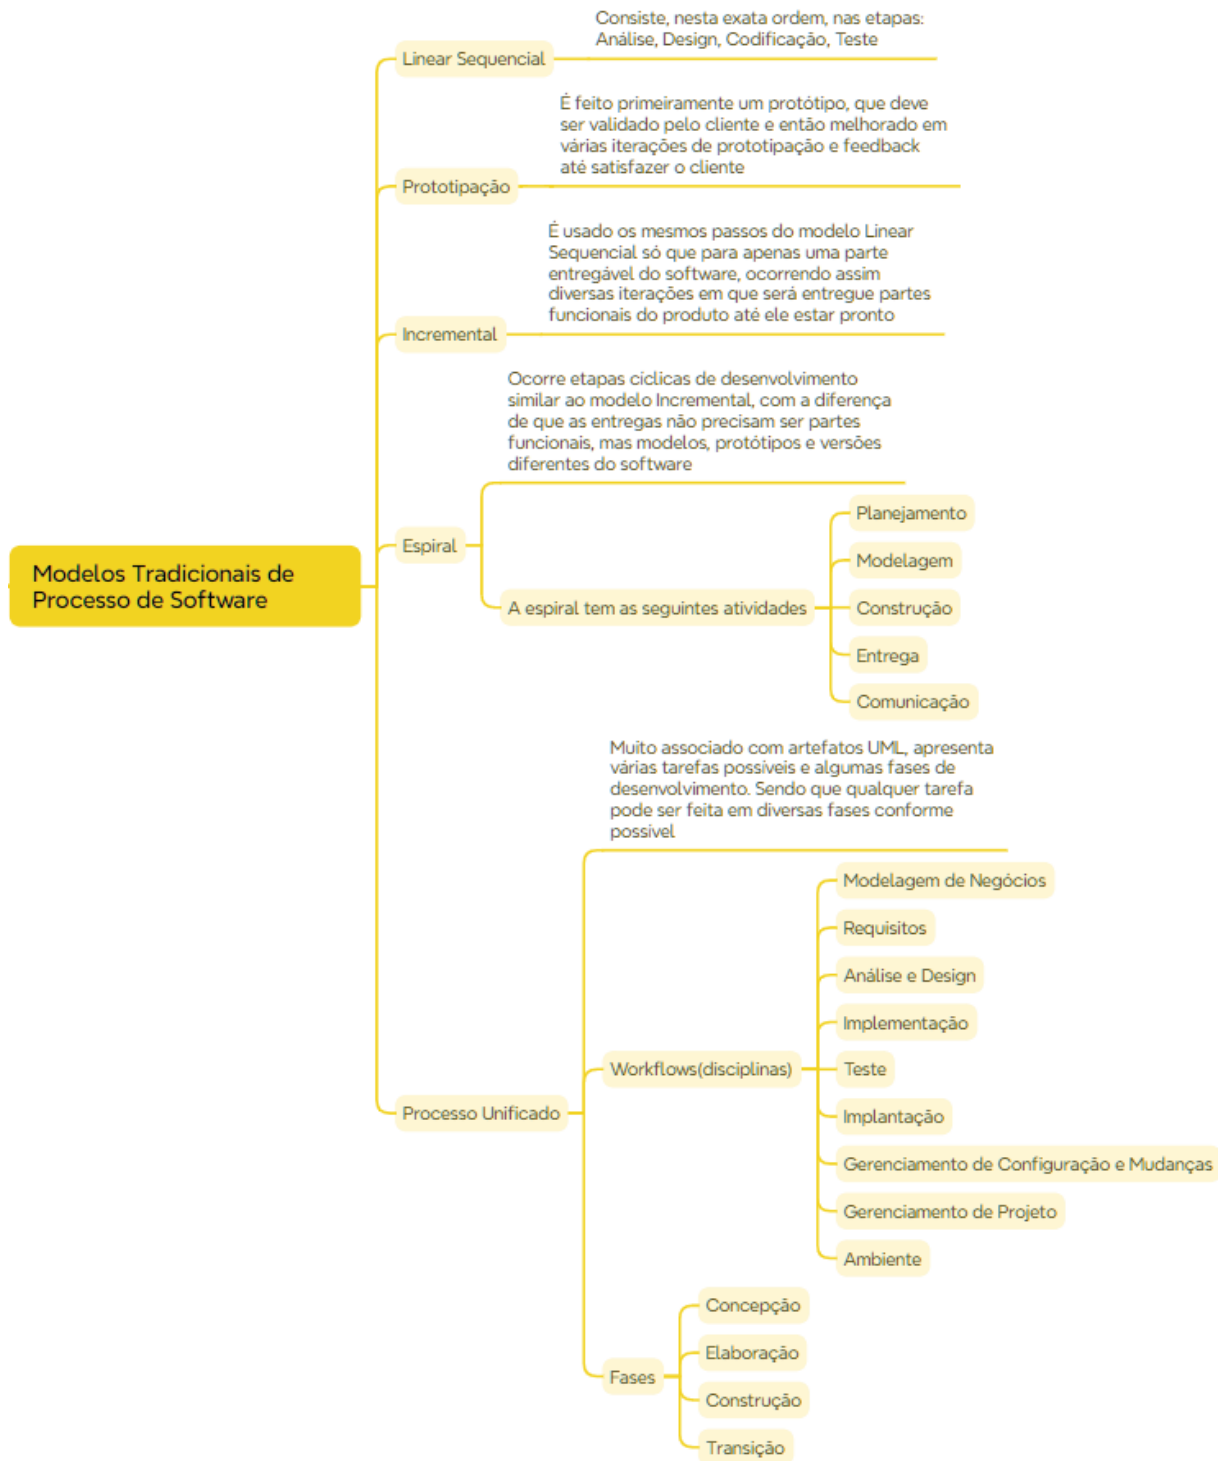 Consiste, nesta exata ordem, nas etapas:
Análise, Design, Codificação, Teste
Linear Sequencial
É feito primeiramente um protótipo, que deve
ser validado pelo cliente e então melhorado em
várias iterações de prototipação e feedback
até satisfazer o cliente
Prototipação
É usado os mesmos passos do modelo Linear
Sequencial só que para apenas uma parte
entregável do software, ocorrendo assim
diversas iterações em que será entregue partes
funcionais do produto até ele estar pronto
Incremental
Ocorre etapas cíclicas de desenvolvimento
similar ao modelo Incremental, com a diferença
de que as entregas não precisam ser partes
funcionais, mas modelos, protótipos e versões
diferentes do software
Espiral
A espiral tem as seguintes atividades
Planejamento
Modelagem
Construção
Entrega
Comunicação
Modelos Tradicionais de
Processo de Software
Muito associado com artefatos UML, apresenta
várias tarefas possíveis e algumas fases de
desenvolvimento. Sendo que qualquer tarefa
pode ser feita em diversas fases conforme
possível
Processo Unificado
Workflows(disciplinas)
Modelagem de Negócios
Requisitos
Análise e Design
Implementação
Teste
Implantação
Gerenciamento de Configuração e Mudanças
Gerenciamento de Projeto
Ambiente
Fases
Concepção
Elaboração
Construção
Transição